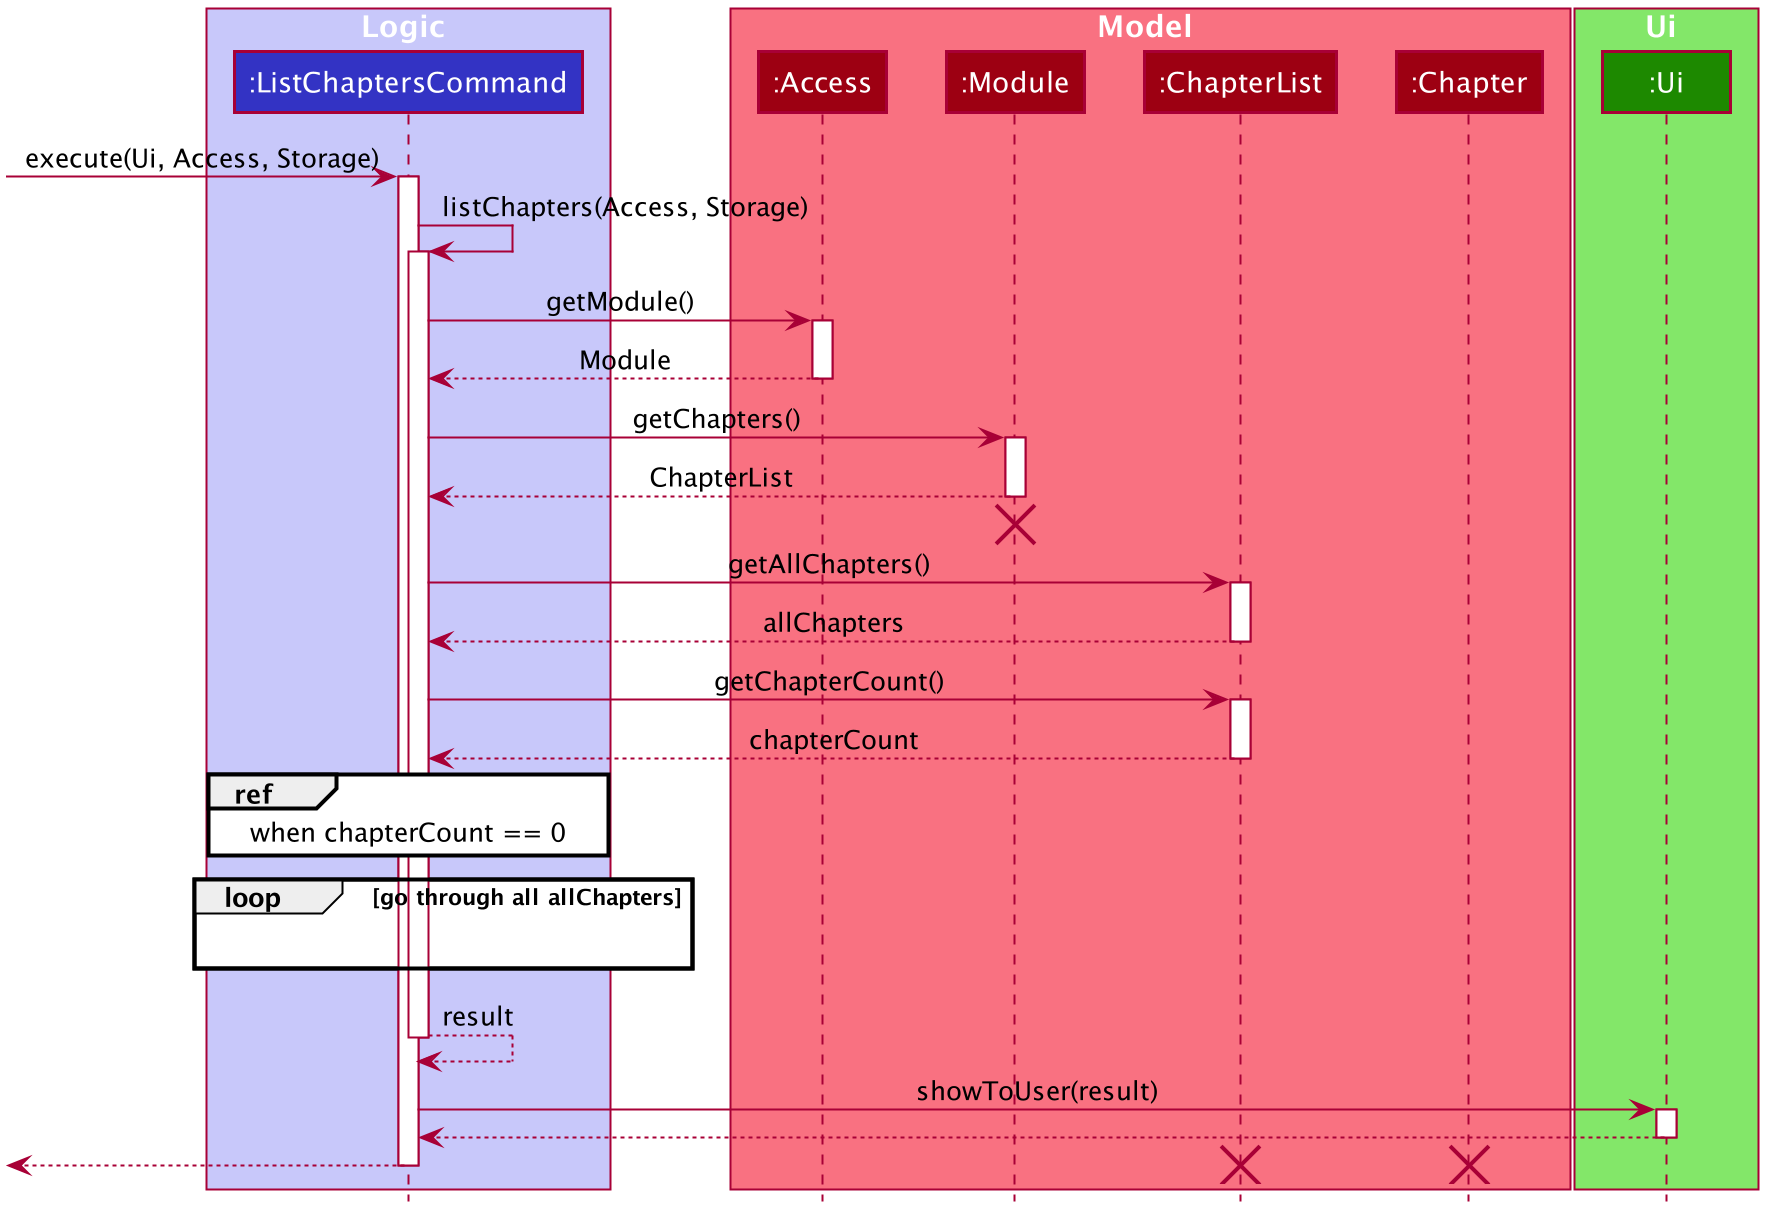 Logic
Model
Ui
:ListChaptersCommand
:Access
:Module
:ChapterList
:Chapter
:Ui
execute(Ui, Access, Storage)
listChapters(Access, Storage)
getModule()
Module
getChapters()
ChapterList
getAllChapters()
allChapters
getChapterCount()
chapterCount
ref
when chapterCount == 0
loop [go through all allChapters]
result
showToUser(result)